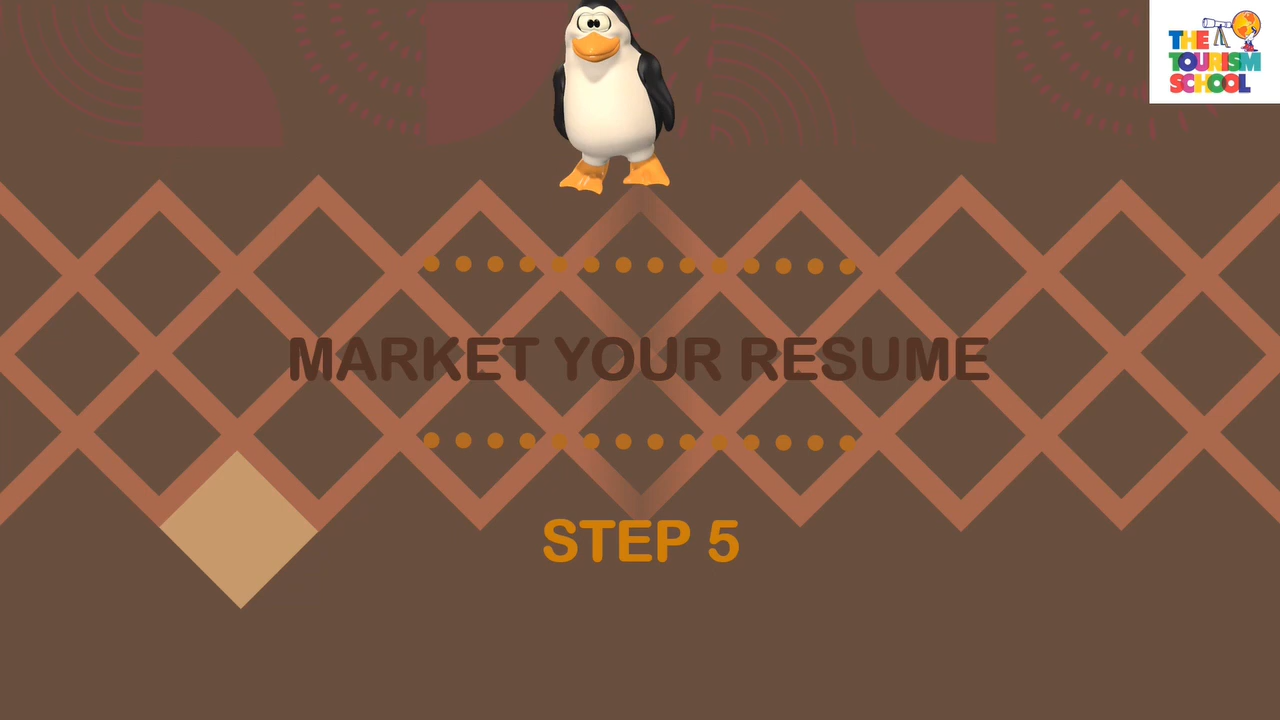 THE
TOURISM
SCHOOL
MARKET YOUR RESUME
STEP 5